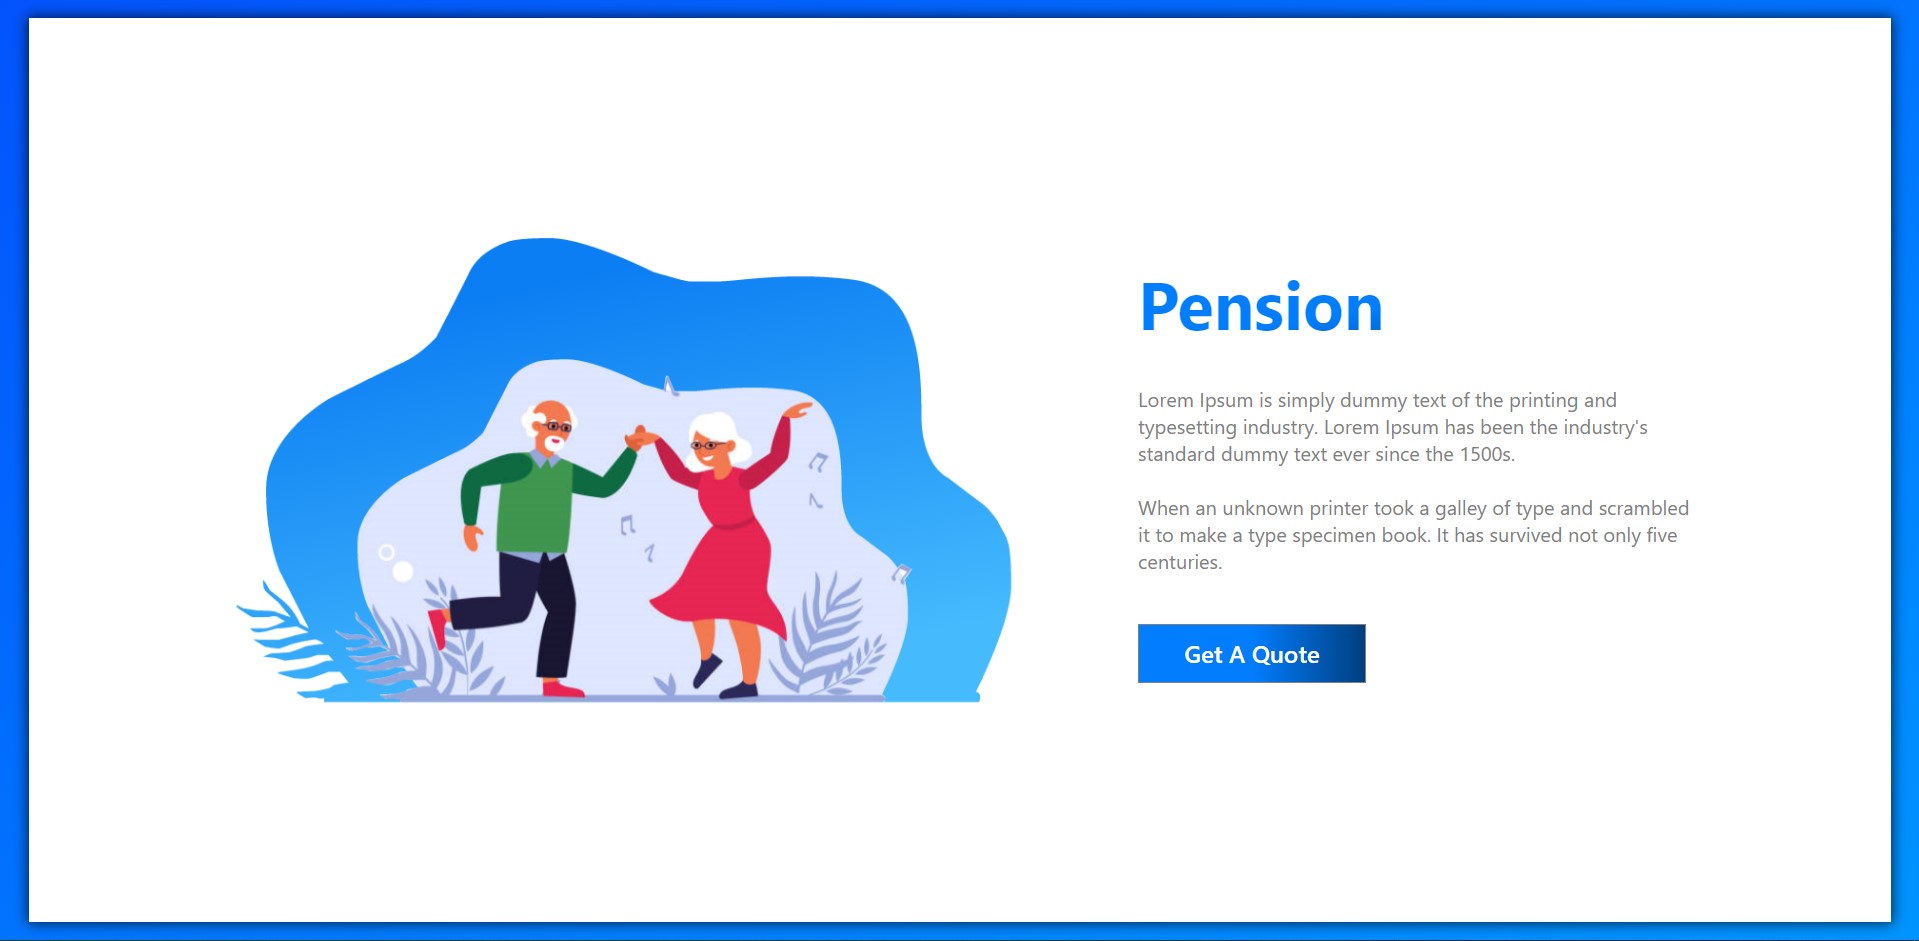 Pension
Lorem Ipsum is simply dummy text of the printing and
typesetting industry. Lorem Ipsum has been the industry's
standard dummy text ever since the 1500s.
When an unknown printer took a galley of type and scrambled
it to make a type specimen book. It has survived not only five
centuries.
Get A Quote